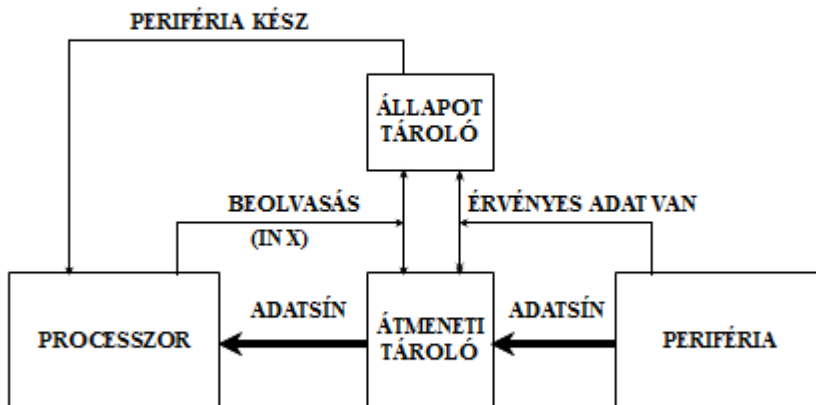 PERIFÉRIA KÉSZ
ÁLLAPOT
TÁROLÓ
BEOLVASÁS
(IN X)
ÉRVÉNYES ADAT VAN
PROCESSZOR
ADATSÍN
ÁTMENETI
TÁROLÓ
ADATSÍN
PERIFÉRIA